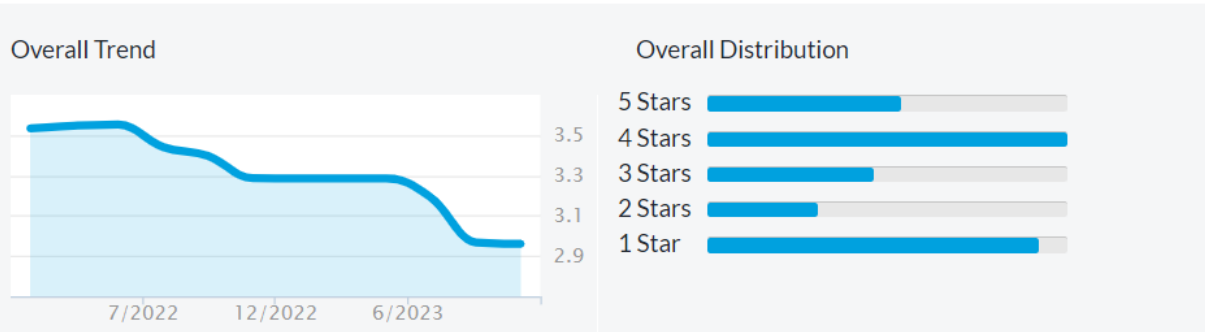 Overall Trend
3.5
3.3
3.1
2.9
7/2022 12/2022 6/2023
Overall Distribution
5 Stars
4 Stars
3 Stars
2 Stars
1 Star